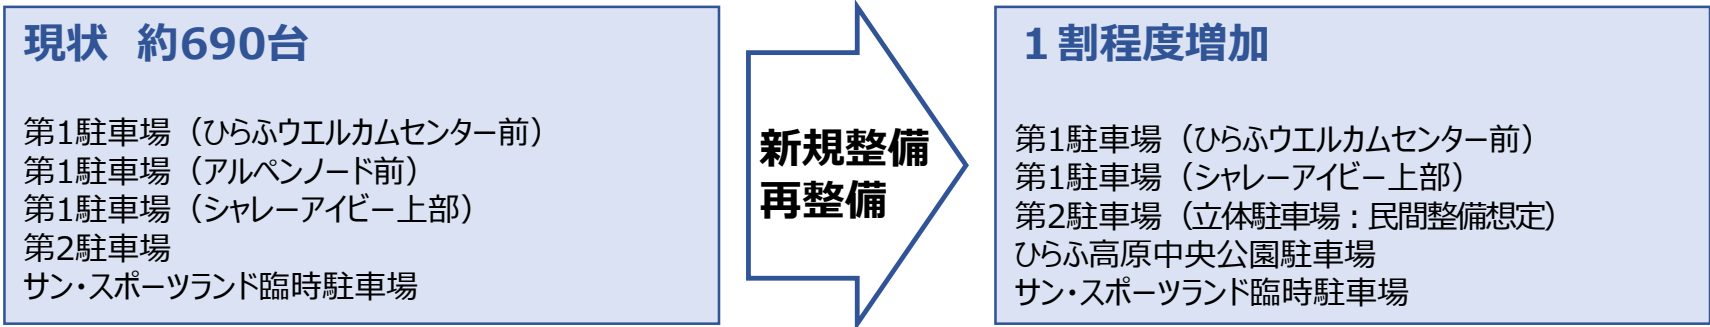 現状 約690台
第1駐車場（ひらふウエルカムセンター前）
第1駐車場（アルペンノード前）
第1駐車場（シャレーアイビー上部）
第2駐車場
サン・スポーツランド臨時駐車場
新規整備
再整備
１割程度増加
第1駐車場（ひらふウエルカムセンター前）
第1駐車場（シャレーアイビー上部）
第2駐車場（立体駐車場：民間整備想定）
ひらふ高原中央公園駐車場
サン・スポーツランド臨時駐車場